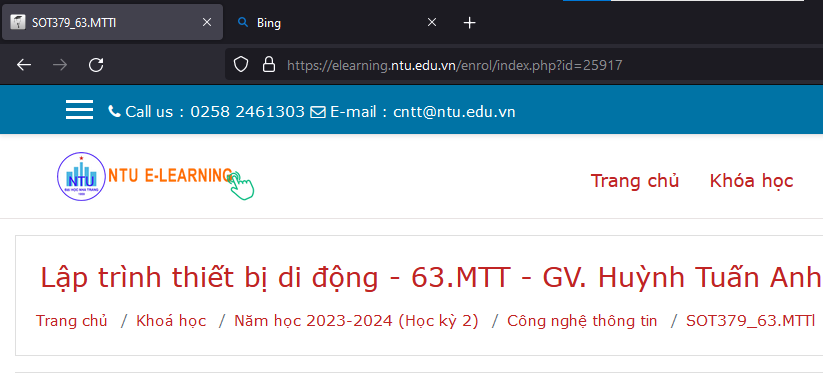 SOT379_63.MTTl
Bing
https://elearning.ntu.edu.vn/enrol/index.php?id=25917
Call us : 0258 2461303 E-mail : cntt@ntu.edu.vn
NTU
NTU E-LEARNING
Trang chủ Khóa học
Lập trình thiết bị di động - 63.MTT - GV. Huỳnh Tuấn Anh
Trang chủ / Khoá học / Năm học 2023-2024 (Học kỳ 2) / Công nghệ thông tin / SOT379_63.MTTl